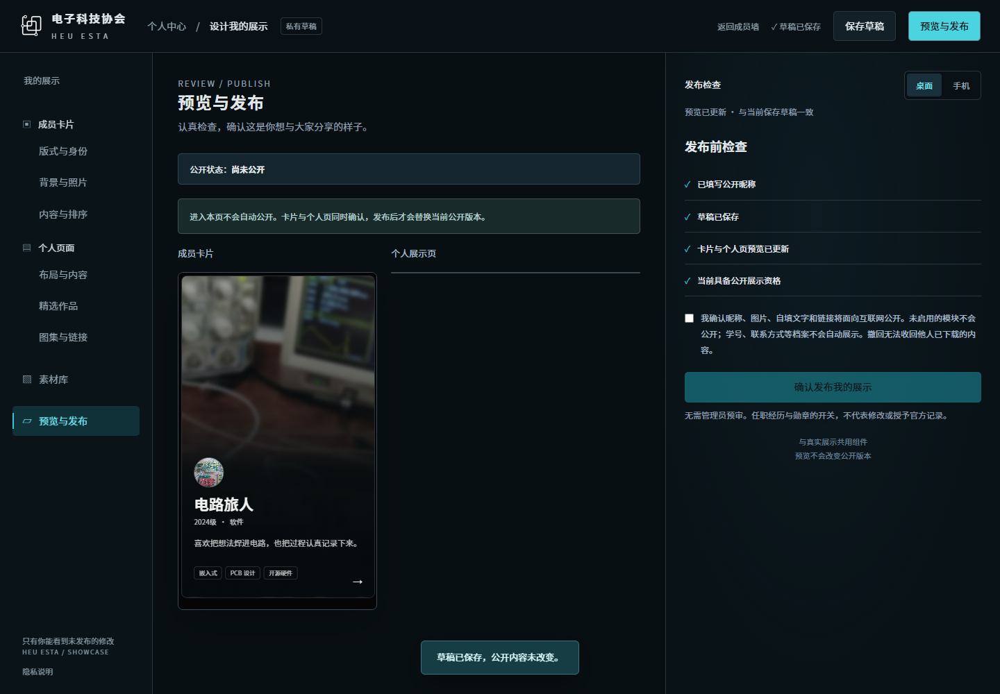 电子科技协会
HEU ESTA
个人中心 / 设计我的展示
私有草稿
返回成员墙
✓ 草稿已保存
保存草稿
预览与发布
我的展示
成员卡片
版式与身份
背景与照片
内容与排序
个人页面
布局与内容
精选作品
图集与链接
素材库
预览与发布
只有你能看到未发布的修改
HEU ESTA / SHOWCASE
隐私说明
REVIEW / PUBLISH
预览与发布
认真检查，确认这是你想与大家分享的样子。
公开状态：尚未公开
进入本页不会自动公开。卡片与个人页同时确认，发布后才会替换当前公开版本。
成员卡片
个人展示页
电路旅人
2024级 · 软件
喜欢把想法焊进电路，也把过程认真记录下来。
嵌入式
PCB 设计
开源硬件
→
草稿已保存，公开内容未改变。
发布检查
桌面
手机
预览已更新 · 与当前保存草稿一致
发布前检查
✓ 已填写公开昵称
✓ 草稿已保存
✓ 卡片与个人页预览已更新
✓ 当前具备公开展示资格
我确认昵称、图片、自填文字和链接将面向互联网公开。未启用的模块不会
公开；学号、联系方式等档案不会自动展示。撤回无法收回他人已下载的内
容。
确认发布我的展示
无需管理员预审。任职经历与勋章的开关，不代表修改或授予官方记录。
与真实展示共用组件
预览不会改变公开版本